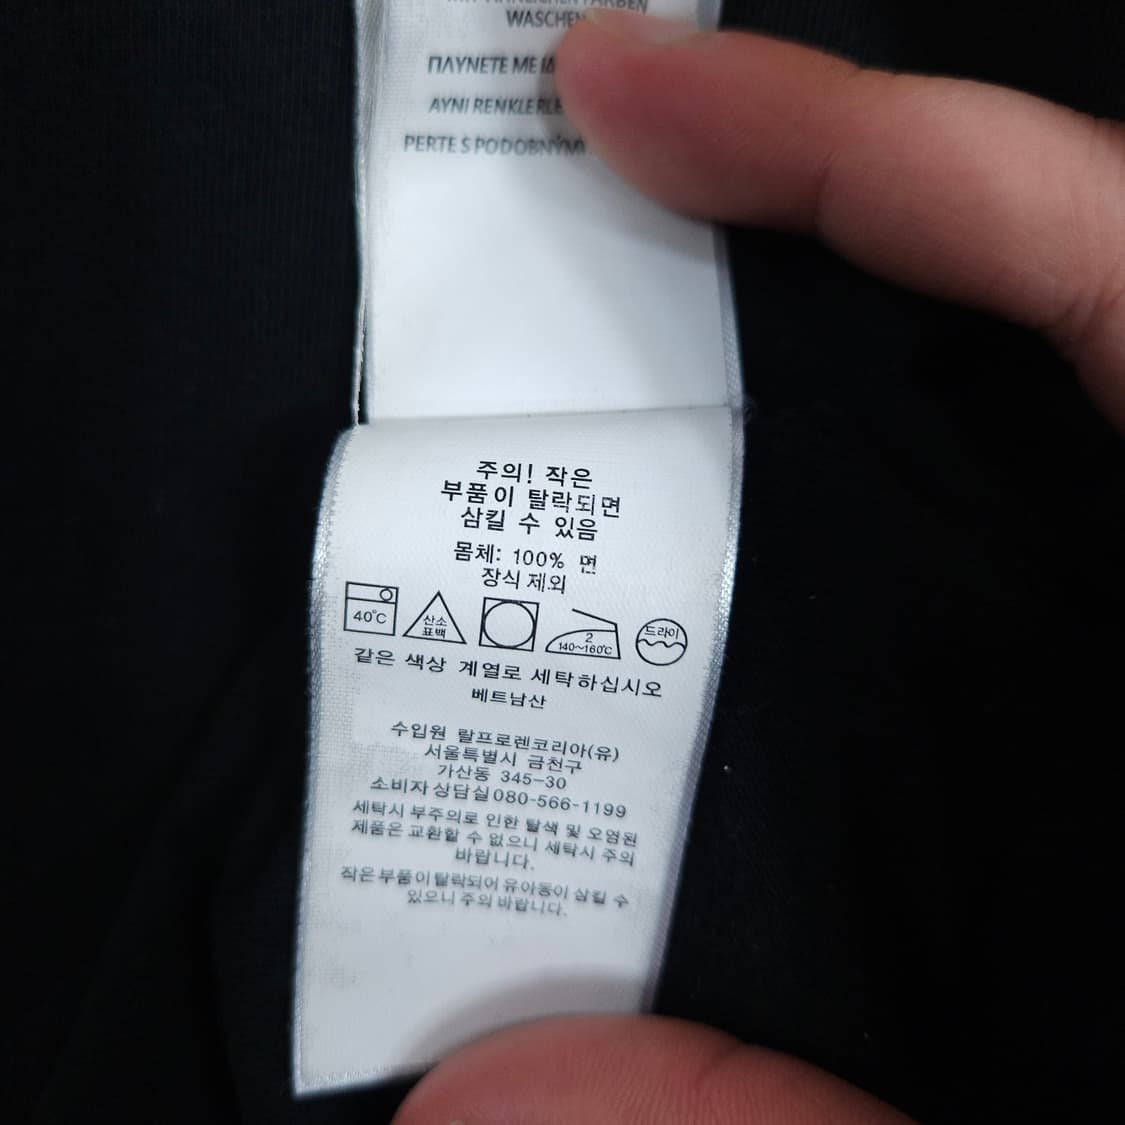 WASCHEN
ΠΛΥΝΕΤΕ ΜΕ
AYNI RENKLERLE
PERTE S PODOBNÝMI
주의! 작은
부품이 탈락되면
삼킬 수 있음
몸체: 100% 면
장식 제외
40℃
산소
표백
2
140~160℃
드라이
같은 색상 계열로 세탁하십시오
베트남산
수입원 랄프로렌코리아(유)
서울특별시 금천구
가산동 345-30
소비자상담실080-566-1199
세탁시 부주의로 인한 탈색 및 오염된
제품은 교환할 수 없으니 세탁시 주의
바랍니다.
작은부품이탈락되어 유아동이 삼킬 수
있으니 주의 바랍니다.